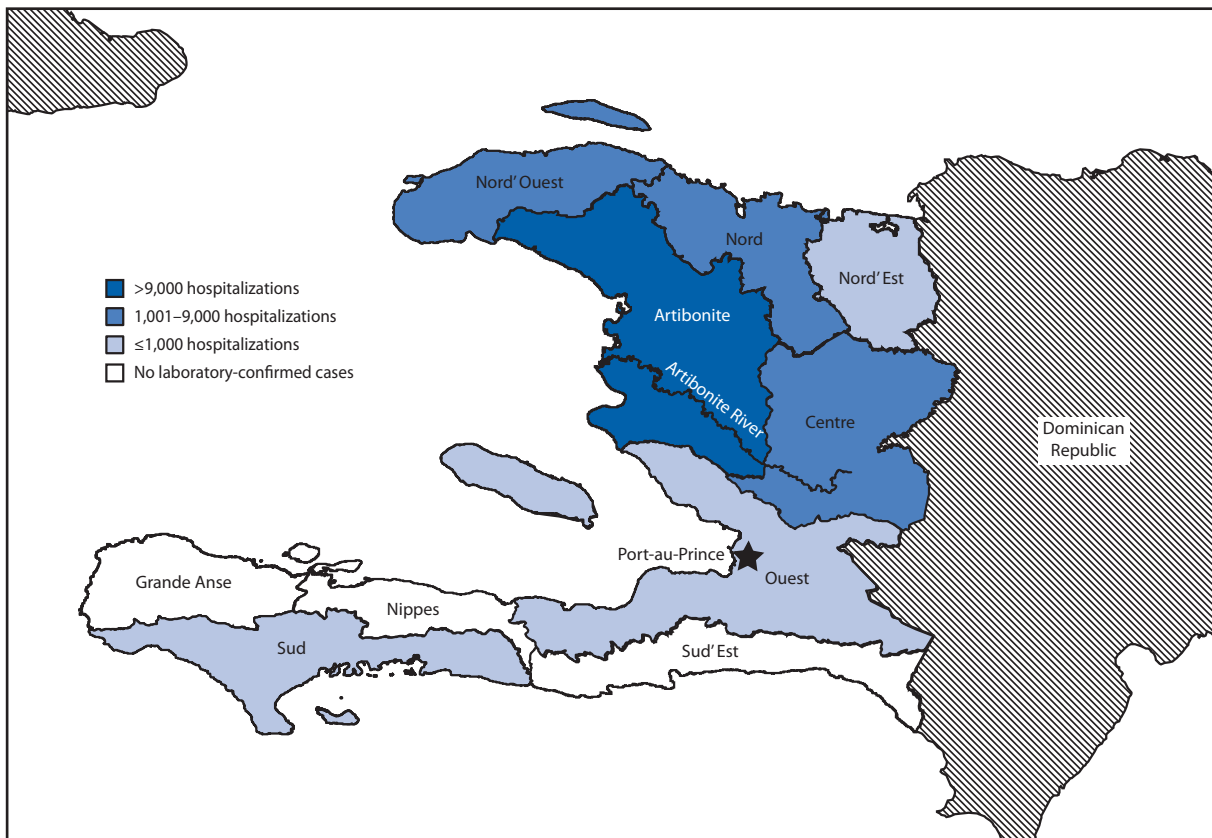 Nord'Ouest
Nord
Nord'Est
>9,000 hospitalizations
1,001–9,000 hospitalizations
≤1,000 hospitalizations
No laboratory-confirmed cases
Artibonite
Artibonite River
Centre
Dominican
Republic
Port-au-Prince
Ouest
Grande Anse
Nippes
Sud
Sud'Est